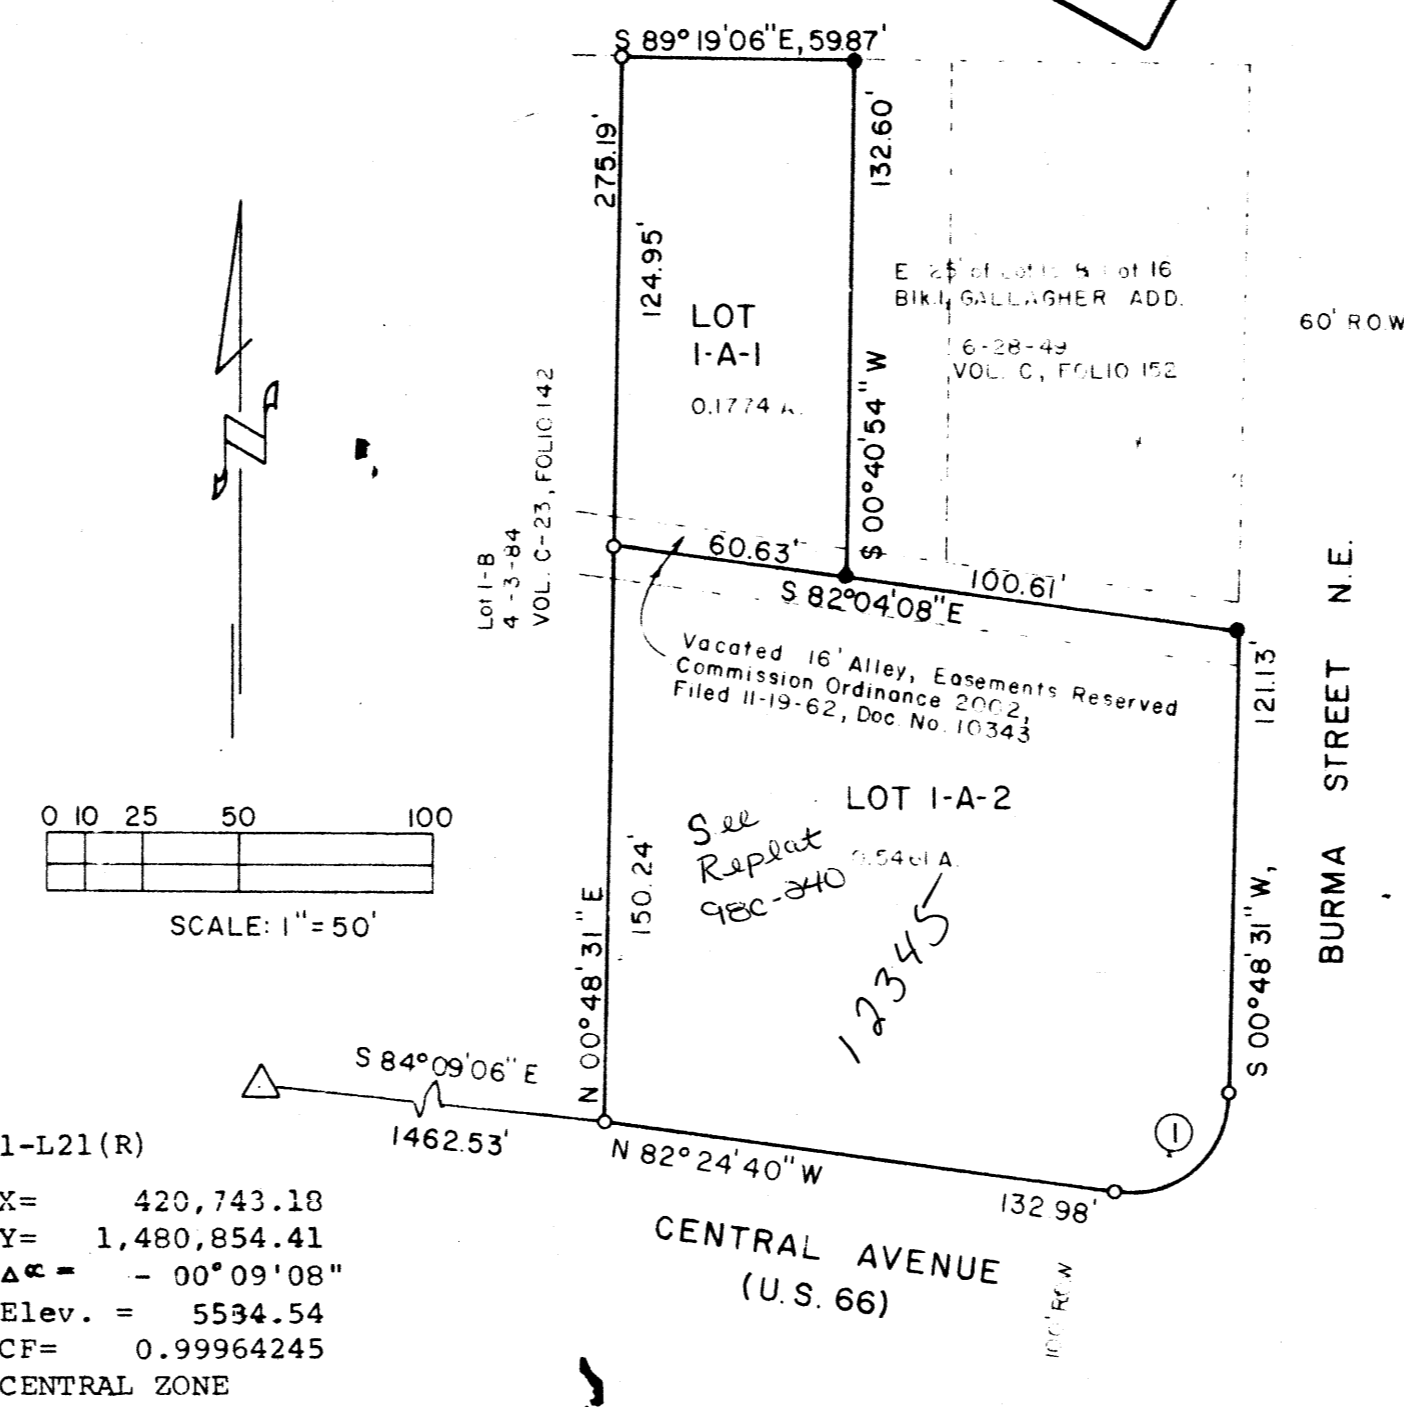 S 89°19'06"E, 59.87'
275.19'
132.60'
124.95'
LOT
1-A-1
0.1774 A.
E 25' of Lot & Lot 16
Blk.1, GALLAGHER ADD.
6-28-49
VOL. C, FOLIO 152
60' R.O.W
S 00°40'54" W
Lot 1-B
4-3-84
VOL. C-23, FOLIO 142
60.63'
100.61'
S 82°04'08"E
Vacated 16' Alley, Easements Reserved
Commission Ordinance 2002,
Filed 11-19-62, Doc. No. 10343
121.13'
BURMA STREET N.E.
0 10 25 50 100
SCALE: 1"=50'
LOT 1-A-2
See
Replat
98C-240
A.
12345
150.24'
N 00°48'31"E
S 00°48'31"W,
S 84°09'06"E
1462.53'
1
N 82°24'40"W
132.98'
CENTRAL AVENUE
(U.S. 66)
100' ROW
1-L21(R)
X= 420,743.18
Y= 1,480,854.41
Δ∝ = - 00°09'08"
Elev. = 5534.54
CF= 0.99964245
CENTRAL ZONE